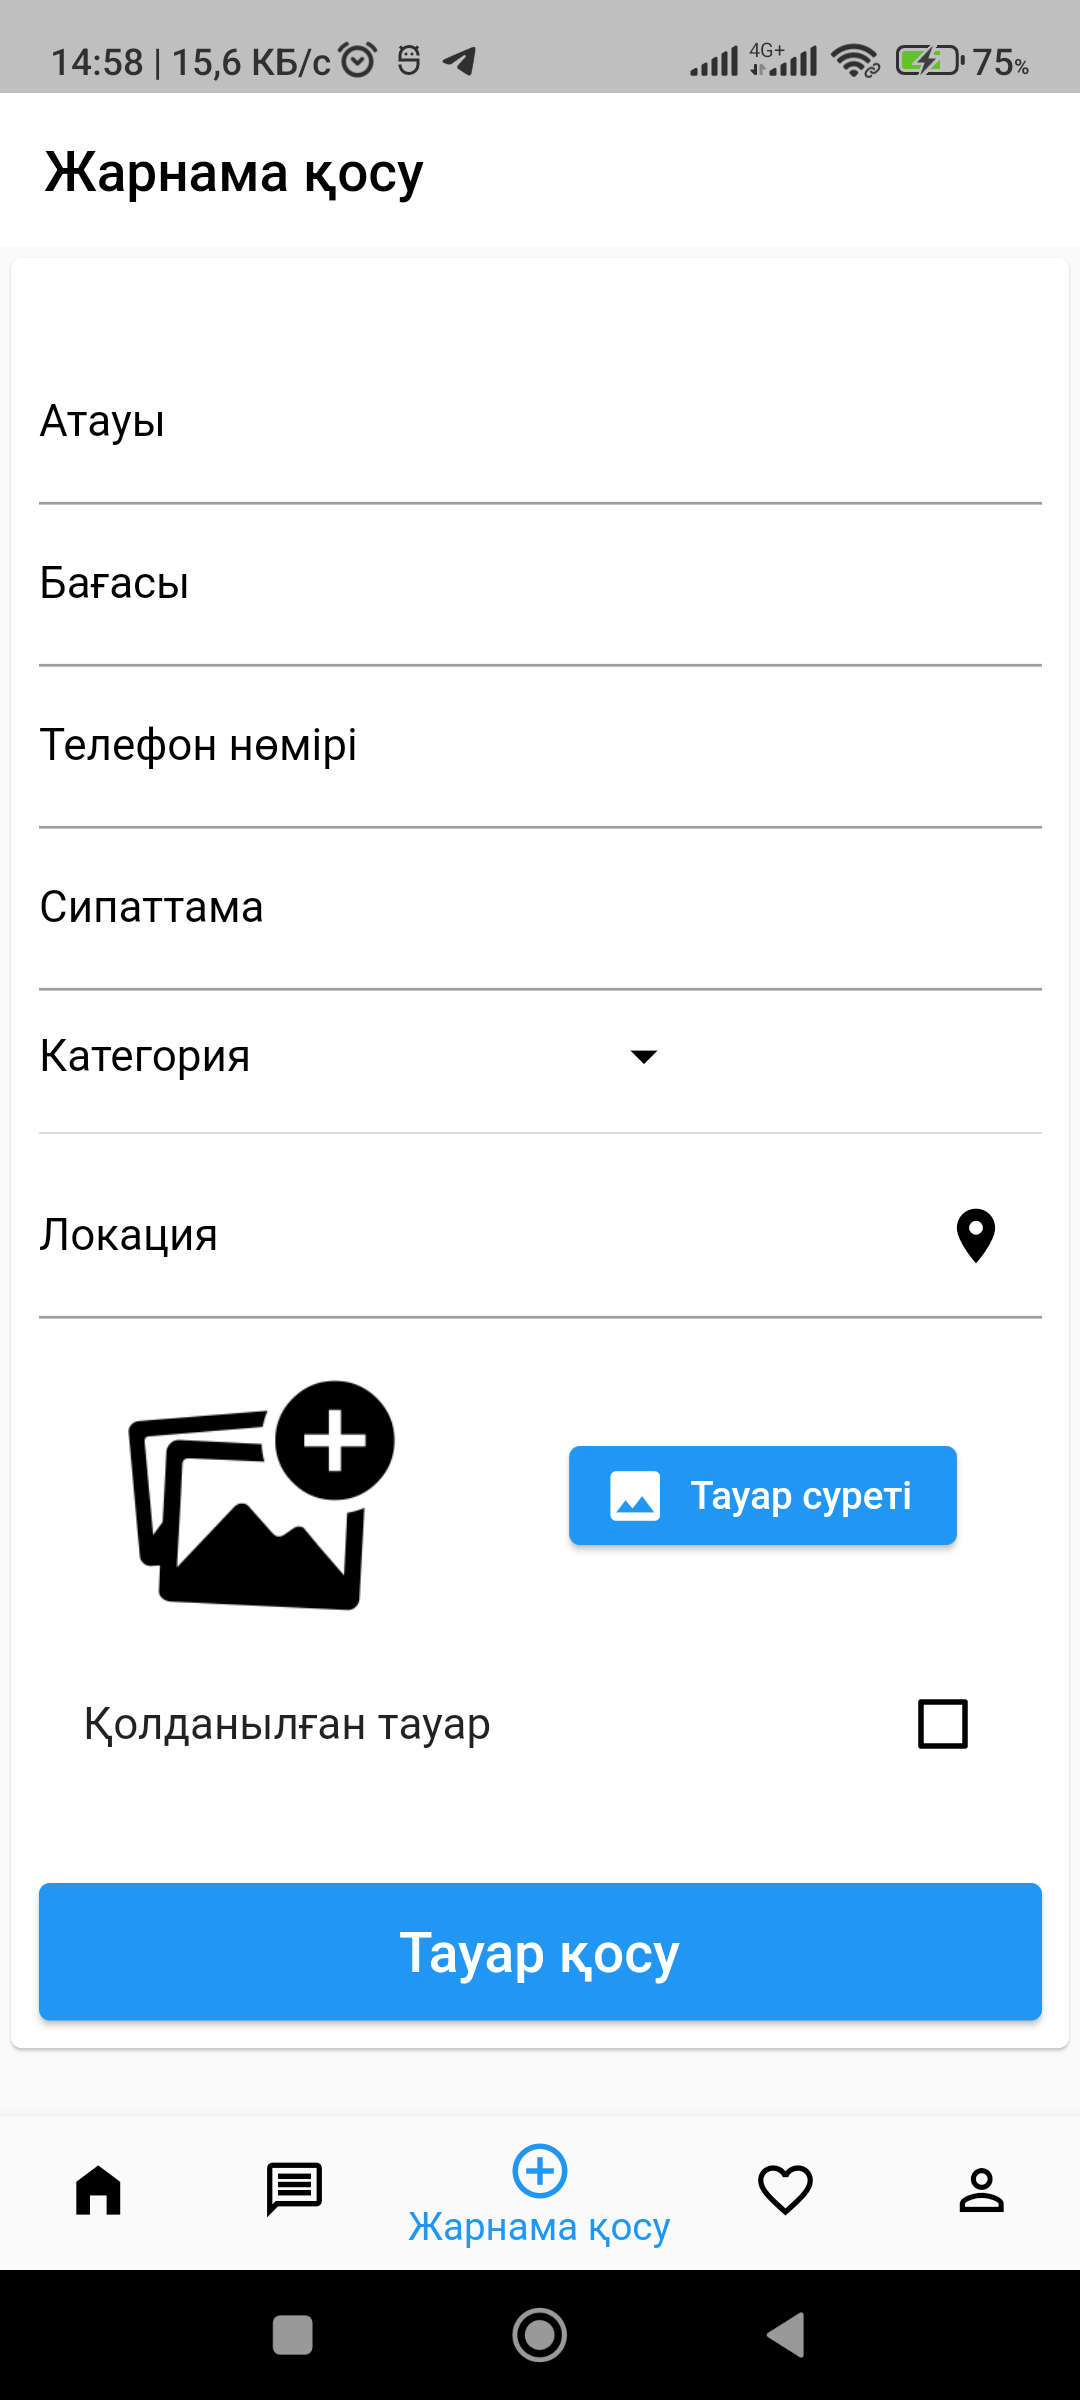 14:58 | 15,6 КБ/с
4G+
75%
Жарнама қосу
Атауы
Бағасы
Телефон нөмірі
Сипаттама
Категория
Локация
Тауар суреті
Қолданылған тауар
Тауар қосу
Жарнама қосу